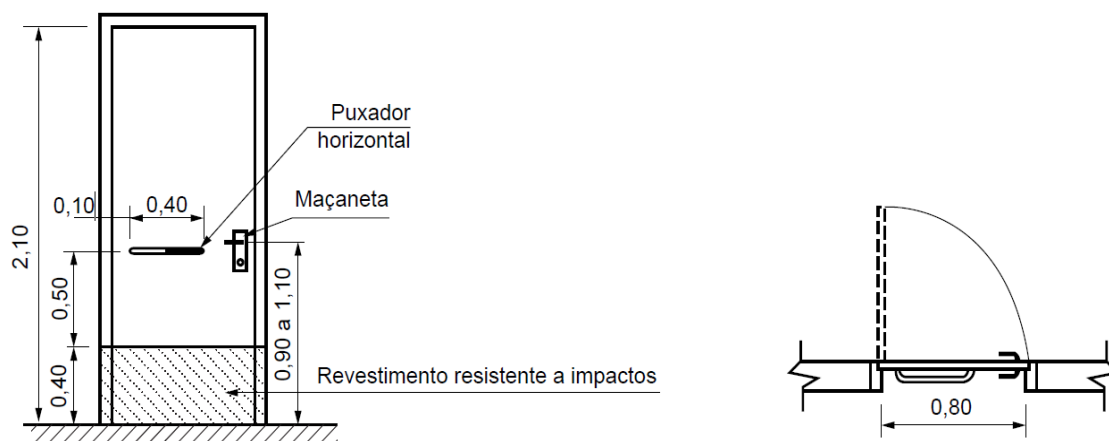 2,10
Puxador
horizontal
Maçaneta
0,10
0,40
0,50
0,40
0,90 a 1,10
Revestimento resistente a impactos
0,80